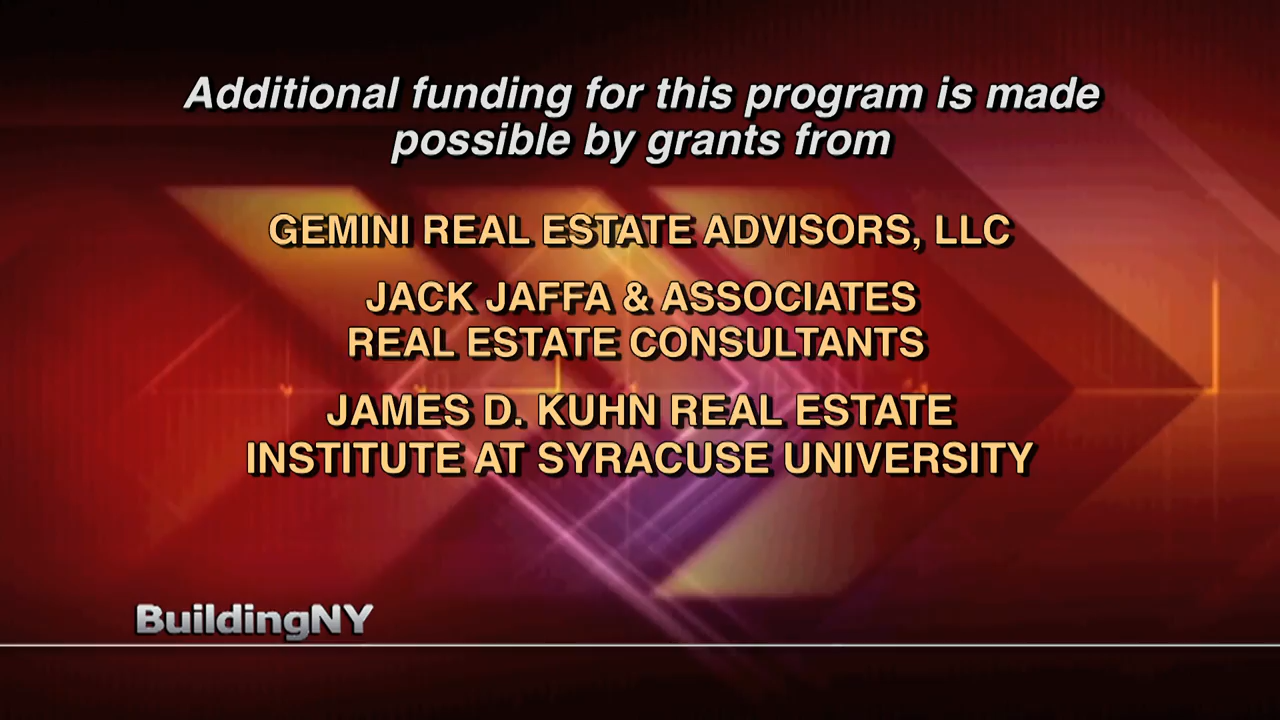 Additional funding for this program is made
possible by grants from
GEMINI REAL ESTATE ADVISORS, LLC
JACK JAFFA & ASSOCIATES
REAL ESTATE CONSULTANTS
JAMES D. KUHN REAL ESTATE
INSTITUTE AT SYRACUSE UNIVERSITY
BuildingNY